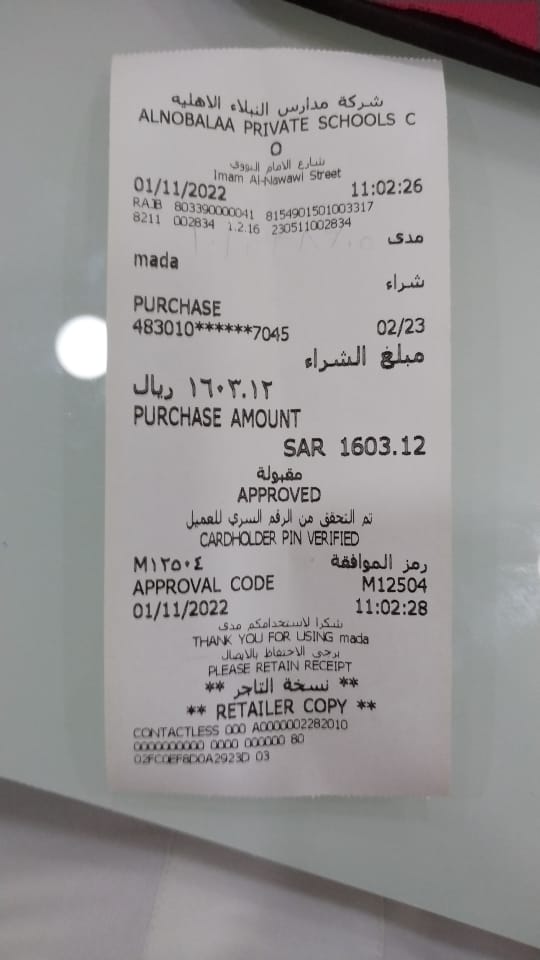 شركة مدارس النبلاء الاهليه
ALNOBALAA PRIVATE SCHOOLS C
O
شارع الامام النووي
Imam Al-Nawawi Street
01/11/2022 11:02:26
RAJB 803390000041 8154901501003317
8211 002834 1.2.16 230511002834
مدى
mada
شراء
PURCHASE
483010******7045 02/23
مبلغ الشراء
١٦٠٣.١٢ ريال
PURCHASE AMOUNT
SAR 1603.12
مقبولة
APPROVED
تم التحقق من الرقم السري للعميل
CARDHOLDER PIN VERIFIED
رمز الموافقة M١٢٥٠٤
APPROVAL CODE M12504
01/11/2022 11:02:28
شكرا لاستخدامكم مدى
THANK YOU FOR USING mada
يرجى الاحتفاظ بالايصال
PLEASE RETAIN RECEIPT
** نسخة التاجر **
** RETAILER COPY **
CONTACTLESS 000 A0000002282010
0000000000 0000 000000 80
02FC0EF8D0A2923D 03